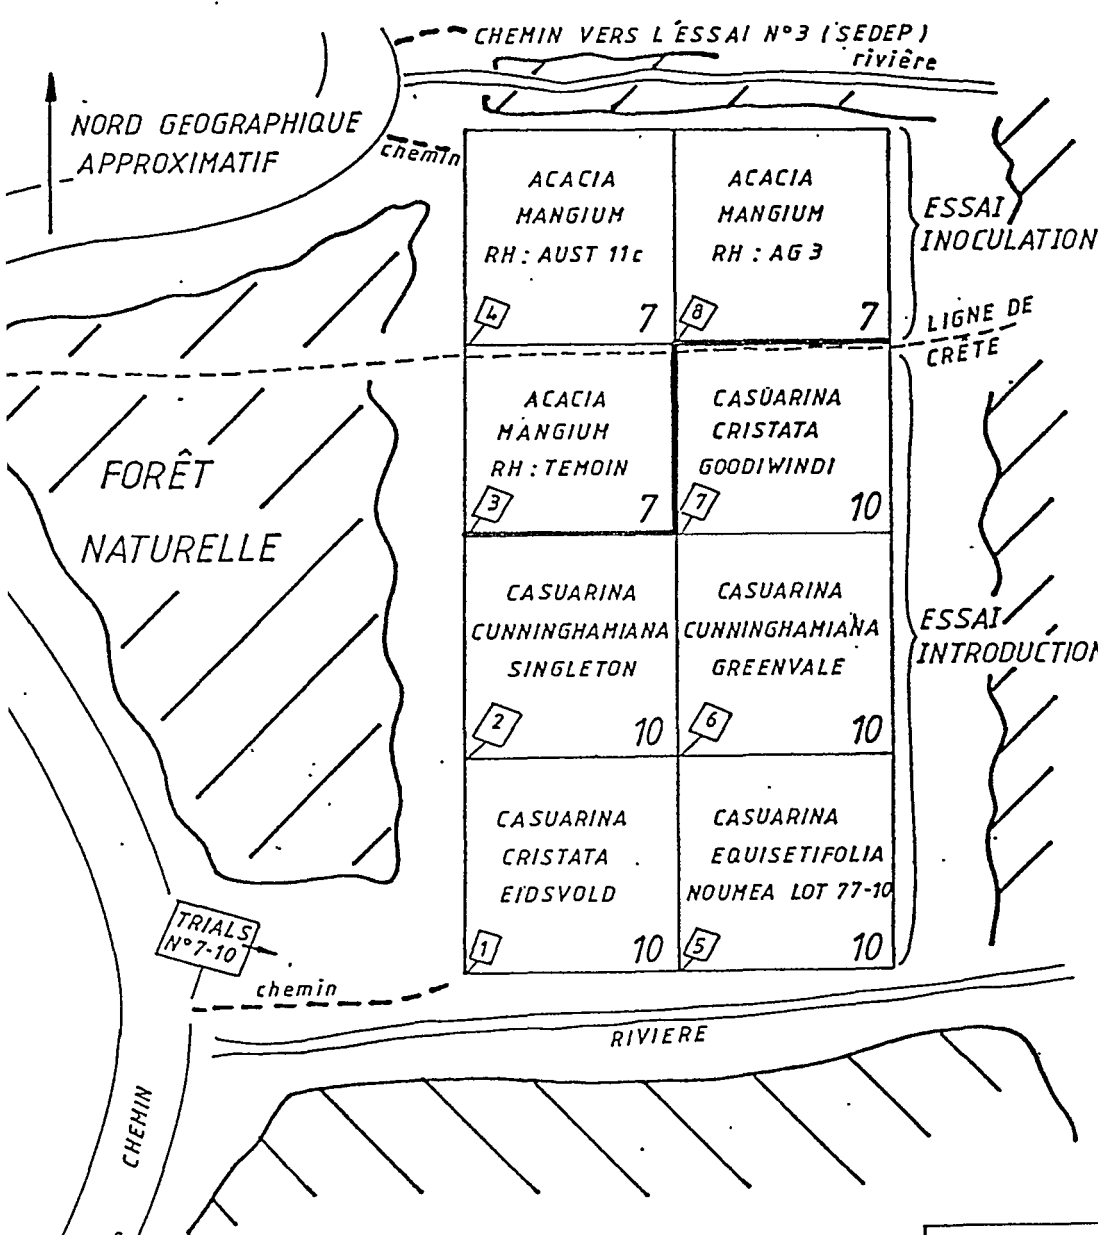 CHEMIN VERS L'ESSAI N°3 (SEDEP)
rivière
NORD GEOGRAPHIQUE
APPROXIMATIF
chemin
ACACIA
MANGIUM
RH : AUST 11c
4
7
ACACIA
MANGIUM
RH : AG 3
8
7
ESSAI
INOCULATION
LIGNE DE
CRÊTE
ACACIA
MANGIUM
RH : TEMOIN
3
7
CASUARINA
CRISTATA
GOODIWINDI
7
10
FORÊT
NATURELLE
CASUARINA
CUNNINGHAMIANA
SINGLETON
2
10
CASUARINA
CUNNINGHAMIANA
GREENVALE
6
10
ESSAI
INTRODUCTION
CASUARINA
CRISTATA
EIDSVOLD
1
10
CASUARINA
EQUISETIFOLIA
NOUMEA LOT 77-10
5
10
TRIALS
N°7-10
chemin
RIVIERE
CHEMIN